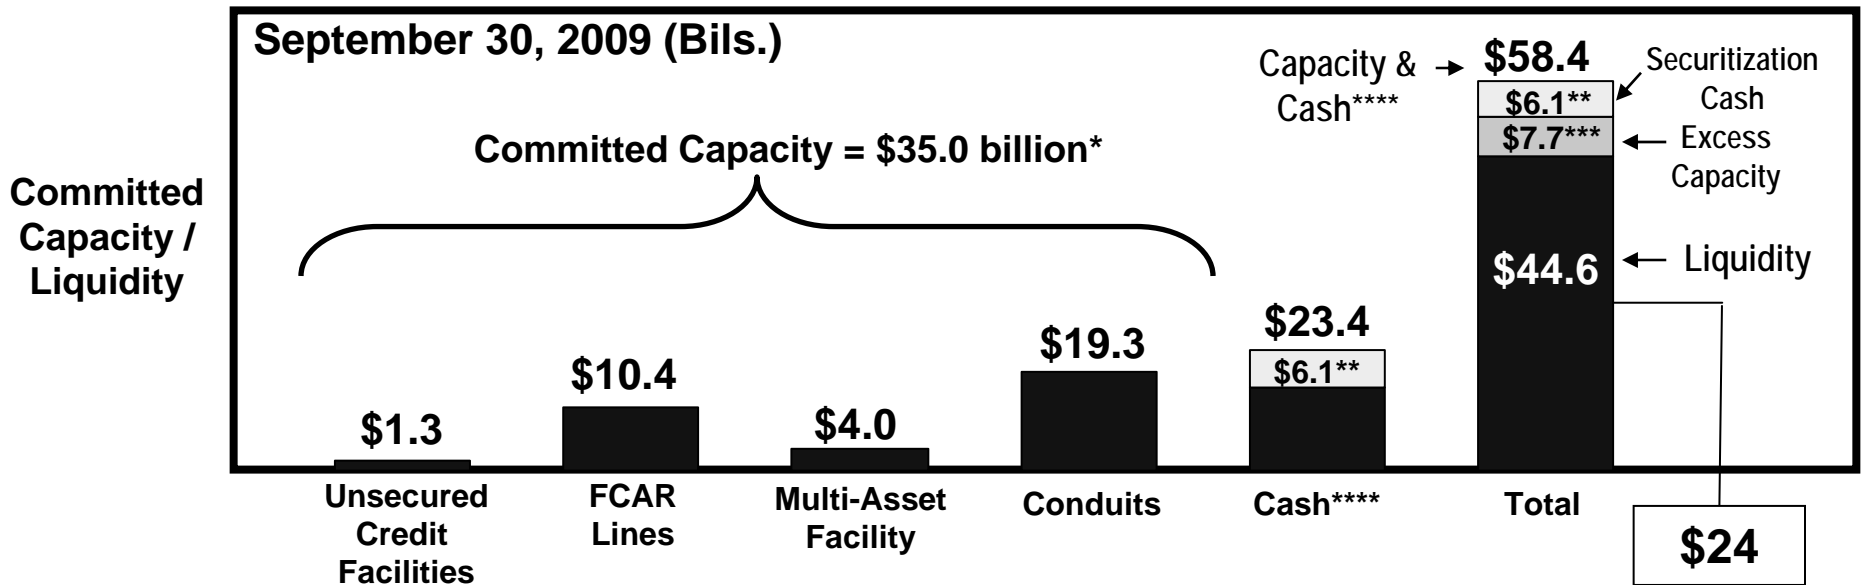 September 30, 2009 (Bils.)
Committed Capacity = $35.0 billion*
Committed
Capacity /
Liquidity
$1.3
$10.4
$4.0
$19.3
$23.4
$6.1**
Capacity &
Cash****
$58.4
$6.1**
$7.7***
$44.6
Securitization
Cash
Excess
Capacity
Liquidity
Unsecured
Credit
Facilities
FCAR
Lines
Multi-Asset
Facility
Conduits
Cash****
Total
$24